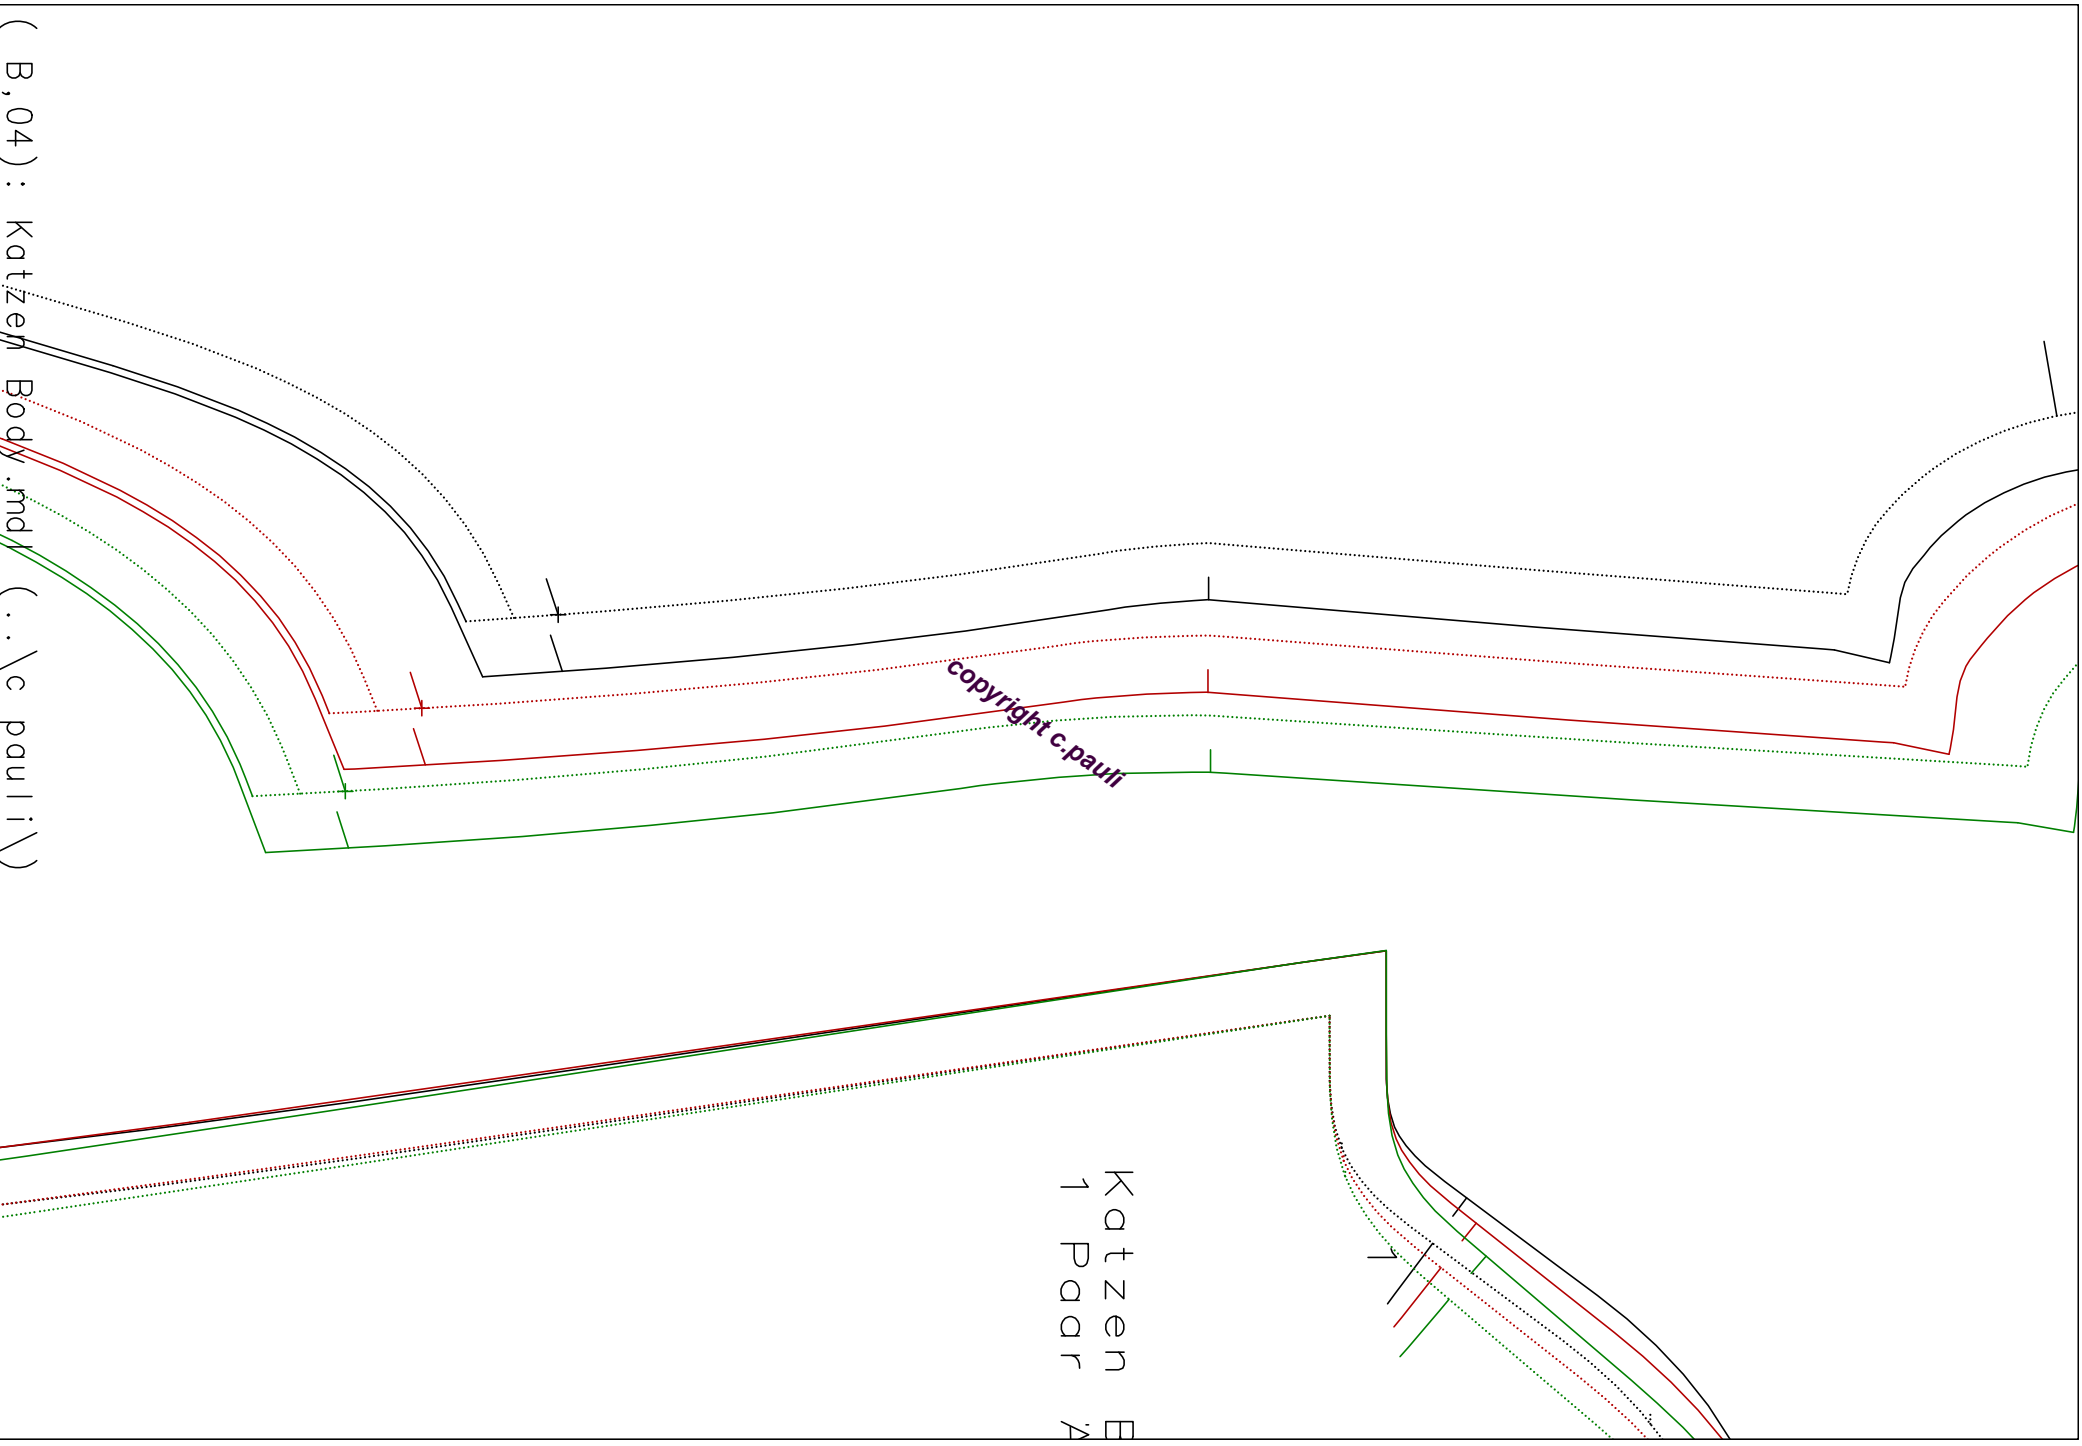 ( B,04): Katzen Body.mdl (..\c pauli\)
copyright c.pauli
1
Katzen
1 Paar